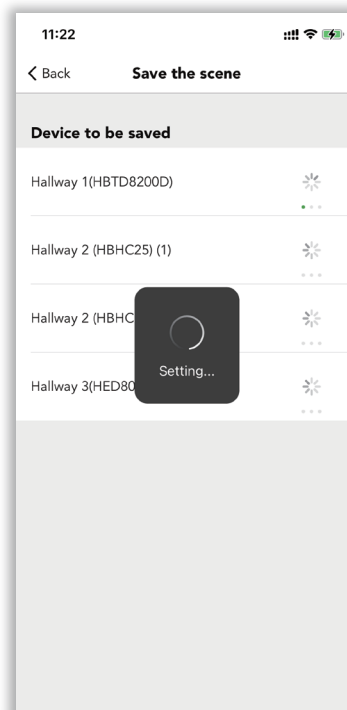 11:22
Back Save the scene
Device to be saved
Hallway 1(HBTD8200D)
Hallway 2 (HBHC25) (1)
Hallway 2 (HBHC
Hallway 3(HED80
Setting...